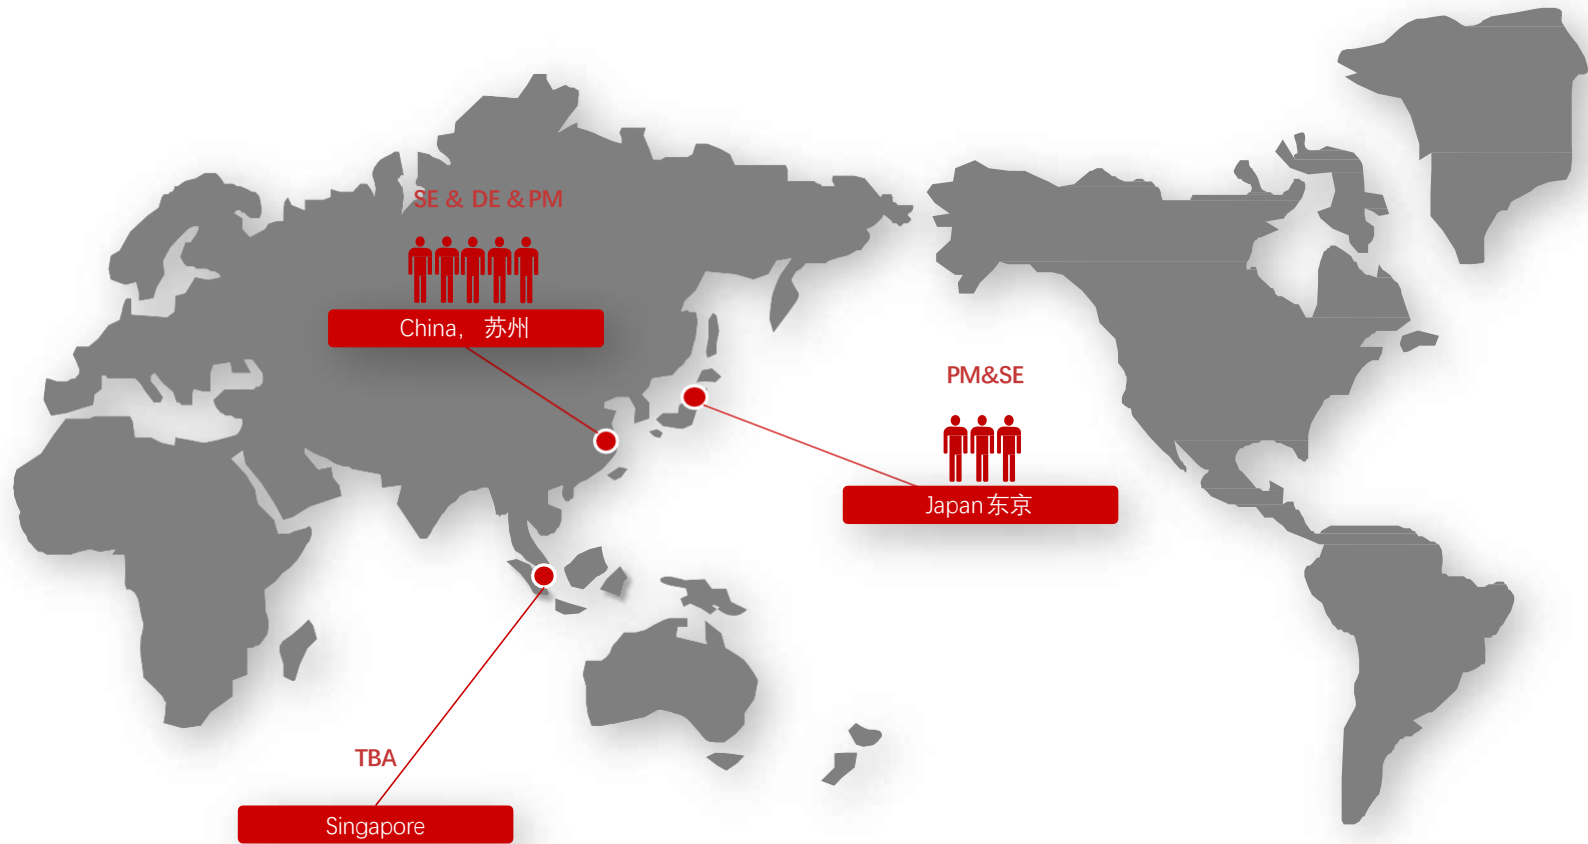 SE & DE & PM
China, 苏州
PM&SE
Japan 东京
TBA
Singapore